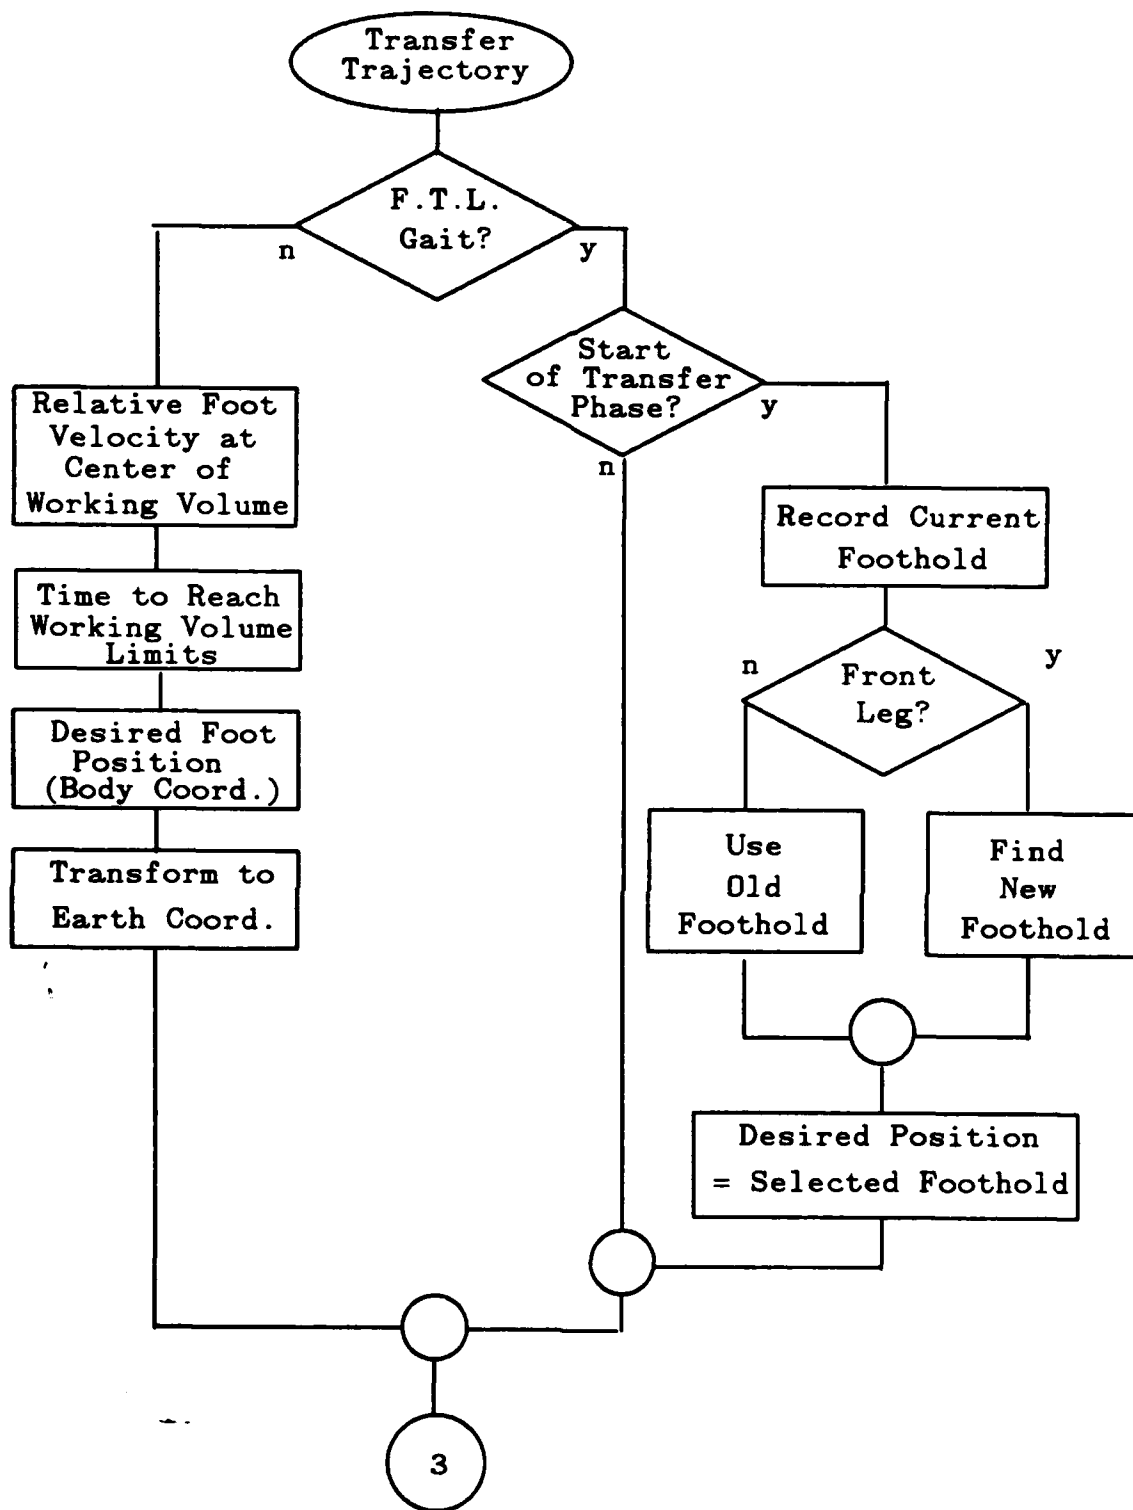 Transfer
Trajectory
F.T.L.
Gait?
n
y
Start
of Transfer
Phase?
y
n
Relative Foot
Velocity at
Center of
Working Volume
Record Current
Foothold
Time to Reach
Working Volume
Limits
n
y
Front
Leg?
Desired Foot
Position
(Body Coord.)
Use
Old
Foothold
Find
New
Foothold
Transform to
Earth Coord.
Desired Position
= Selected Foothold
3